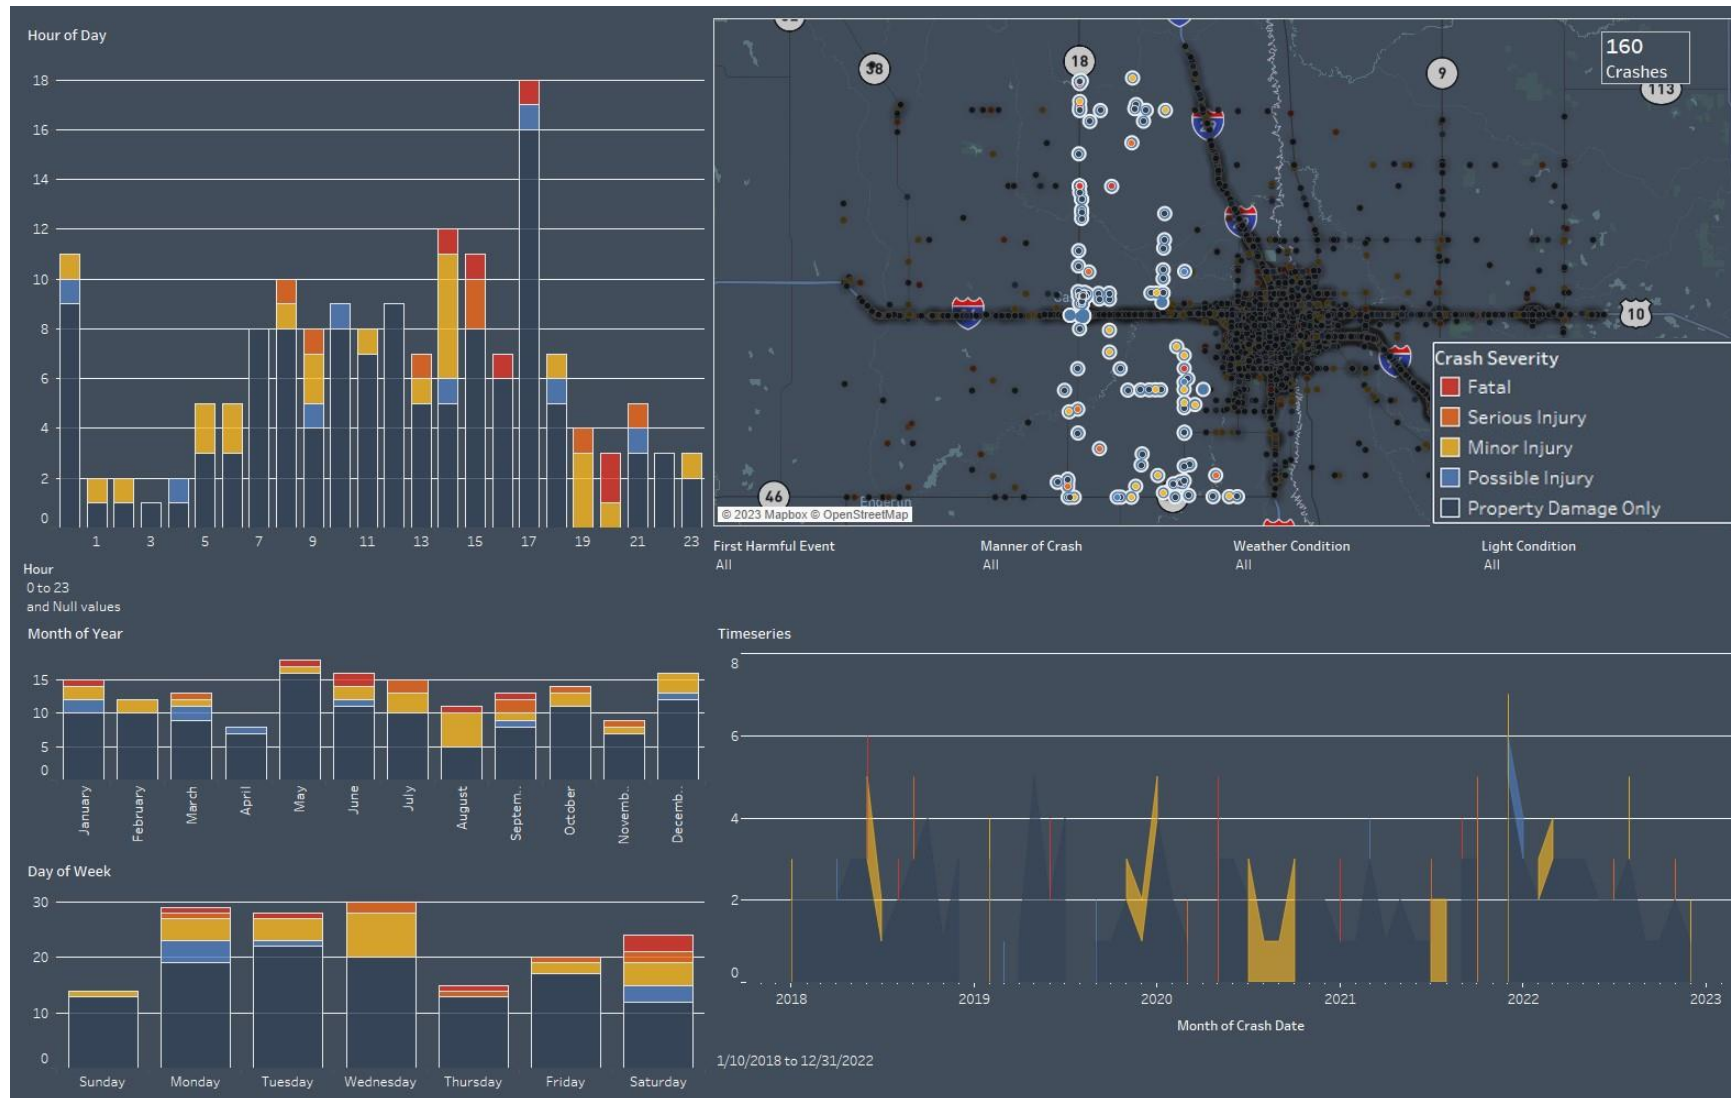 Hour of Day
18
16
14
12
10
8
6
4
2
0
1 3 5 7 9 11 13 15 17 19 21 23
Hour
0 to 23
and Null values
18
38
9
113
160
Crashes
10
46
© 2023 Mapbox © OpenStreetMap
Crash Severity
Fatal
Serious Injury
Minor Injury
Possible Injury
Property Damage Only
First Harmful Event Manner of Crash Weather Condition Light Condition
All All All All
Month of Year
15
10
5
0
January February March April May June July August Septem.. October Novemb.. Decemb..
Day of Week
30
20
10
0
Sunday Monday Tuesday Wednesday Thursday Friday Saturday
Timeseries
8
6
4
2
0
2018 2019 2020 2021 2022 2023
Month of Crash Date
1/10/2018 to 12/31/2022